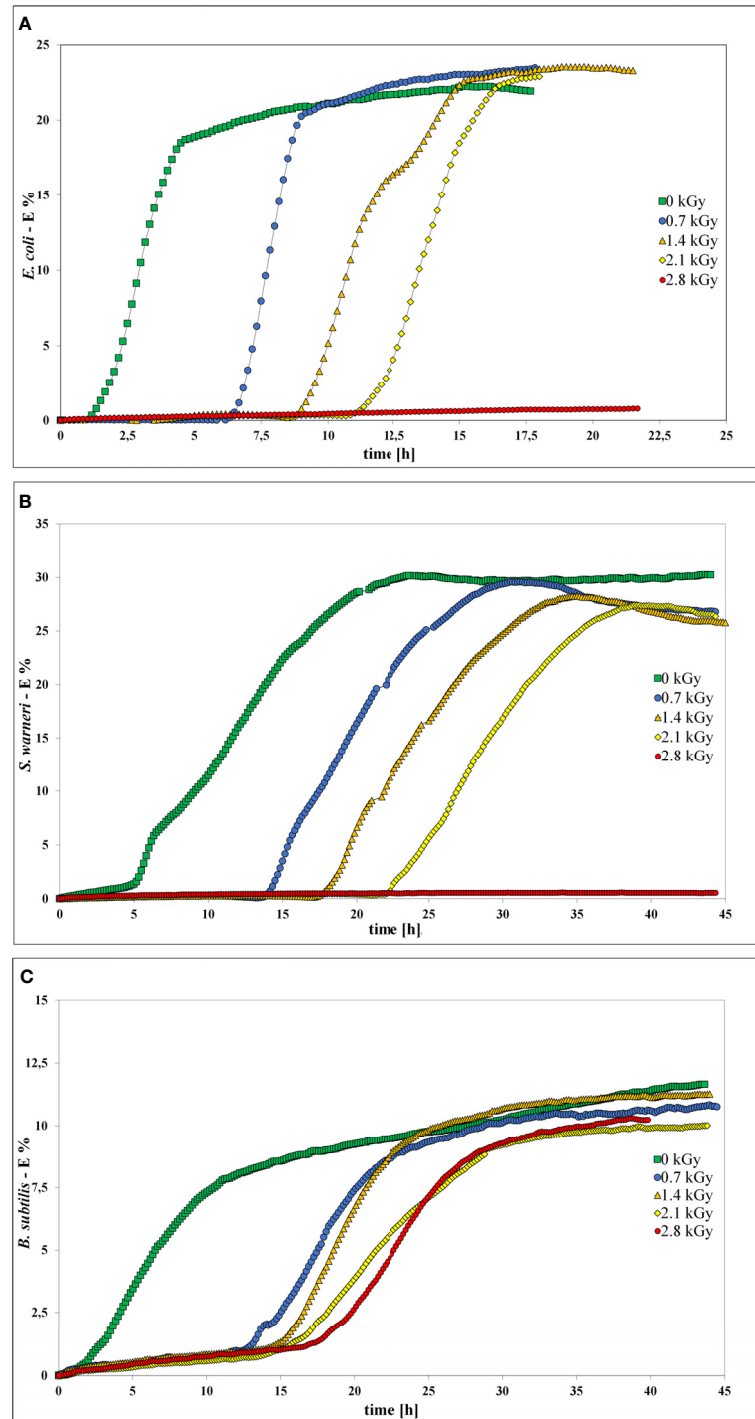 A
25
20
15
10
5
0
E. coli - E %
0 kGy
0.7 kGy
1.4 kGy
2.1 kGy
2.8 kGy
0 2,5 5 7,5 10 12,5 15 17,5 20 22,5 25
time [h]
B
35
30
25
20
15
10
5
0
S. warneri - E %
0 kGy
0.7 kGy
1.4 kGy
2.1 kGy
2.8 kGy
0 5 10 15 20 25 30 35 40 45
time [h]
C
15
12,5
10
7,5
5
2,5
0
B. subtilis - E %
0 kGy
0.7 kGy
1.4 kGy
2.1 kGy
2.8 kGy
0 5 10 15 20 25 30 35 40 45
time [h]